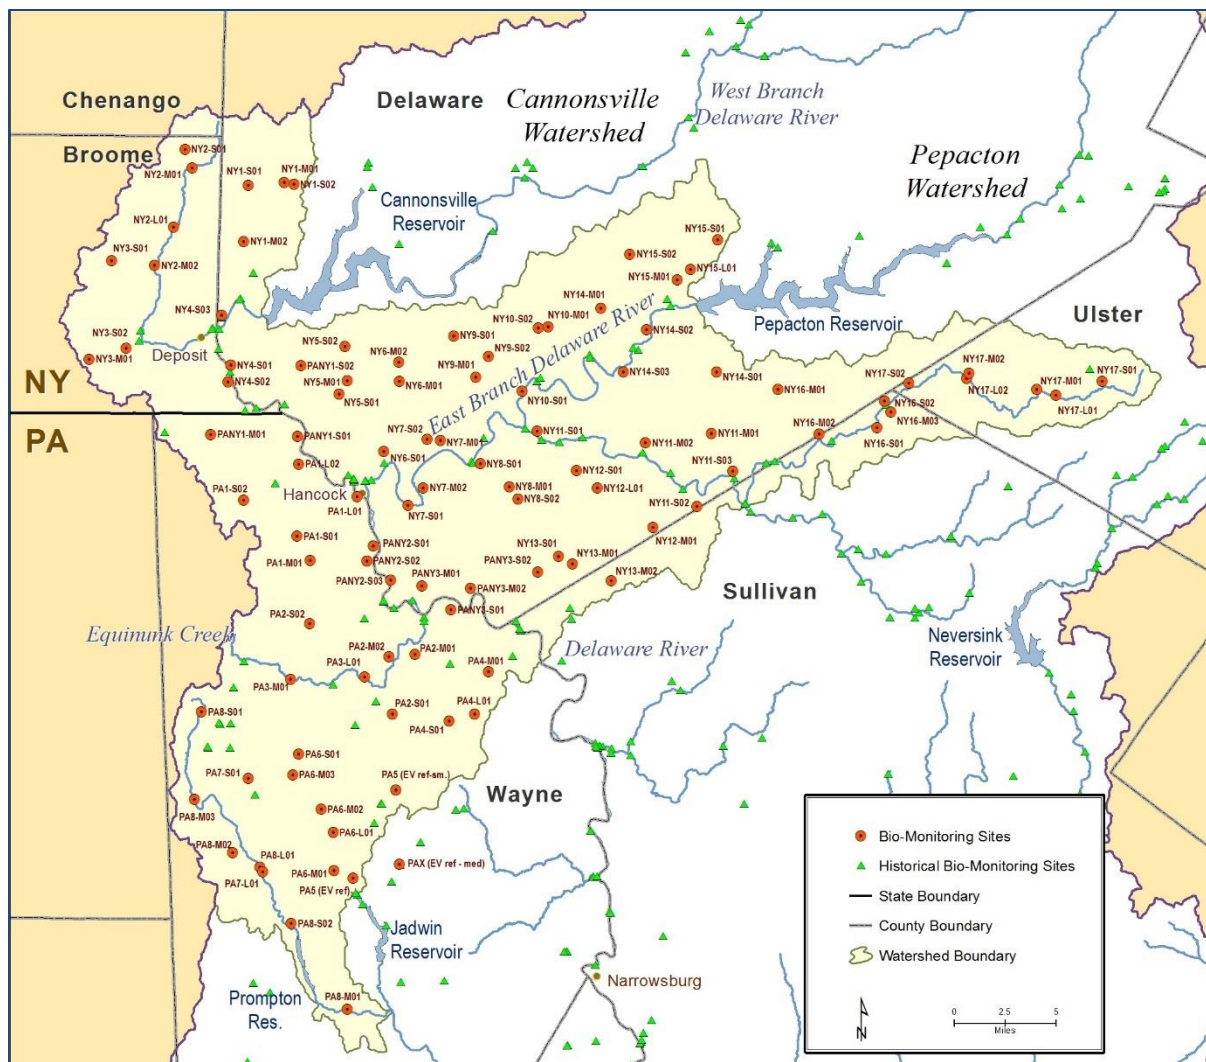 Chenango
Delaware
Cannonsville
Watershed
West Branch
Delaware River
Broome
NY2-S01
NY2-M01
NY1-S01
NY1-M01
NY1-S02
Pepacton
Watershed
Cannonsville
Reservoir
NY2-L01
NY3-S01
NY1-M02
NY2-M02
NY15-S01
NY15-S02
NY15-L01
NY15-M01
NY4-S03
NY14-M01
NY10-S02
NY10-M01
Ulster
NY3-S02
NY3-M01
Deposit
NY5-S02
NY9-S01
NY9-S02
NY14-S02
Pepacton Reservoir
East Branch Delaware River
NY
NY4-S01
NY4-S02
PANY1-S02
NY5-M01
NY5-S01
NY6-M02
NY6-M01
NY9-M01
NY10-S01
NY14-S03
NY14-S01
NY16-M01
NY17-S02
NY17-M02
NY17-L02
NY17-M01
NY17-S01
NY17-L01
NY16-S02
NY16-M03
NY16-S01
NY16-M02
PA
PANY1-M01
PANY1-S01
PA1-L02
NY7-S02
NY7-M01
NY6-S01
NY11-S01
NY11-M02
NY11-M01
NY8-S01
NY12-S01
NY11-S03
PA1-S02
Hancock
PA1-L01
NY7-M02
NY7-S01
NY8-M01
NY8-S02
NY12-L01
NY11-S02
PA1-S01
PA1-M01
PANY2-S01
PANY2-S02
PANY2-S03
PANY3-M01
PANY3-S02
PANY3-M02
NY13-S01
NY13-M01
NY13-M02
NY12-M01
PANY3-S01
Sullivan
PA2-S02
Equinunk Creek
Delaware River
Neversink
Reservoir
PA2-M02
PA2-M01
PA3-L01
PA3-M01
PA4-M01
PA8-S01
PA2-S01
PA4-L01
PA4-S01
PA6-S01
PA7-S01
PA6-M03
PA5 (EV ref-sm.)
Wayne
PA8-M03
PA6-M02
PA6-L01
PA8-M02
PA8-L01
PA7-L01
PA6-M01
PA5 (EV ref)
PAX (EV ref - med)
PA8-S02
Jadwin
Reservoir
Prompton
Res.
PA8-M01
Narrowsburg
Bio-Monitoring Sites
Historical Bio-Monitoring Sites
State Boundary
County Boundary
Watershed Boundary
N
0 2.5 5
Miles